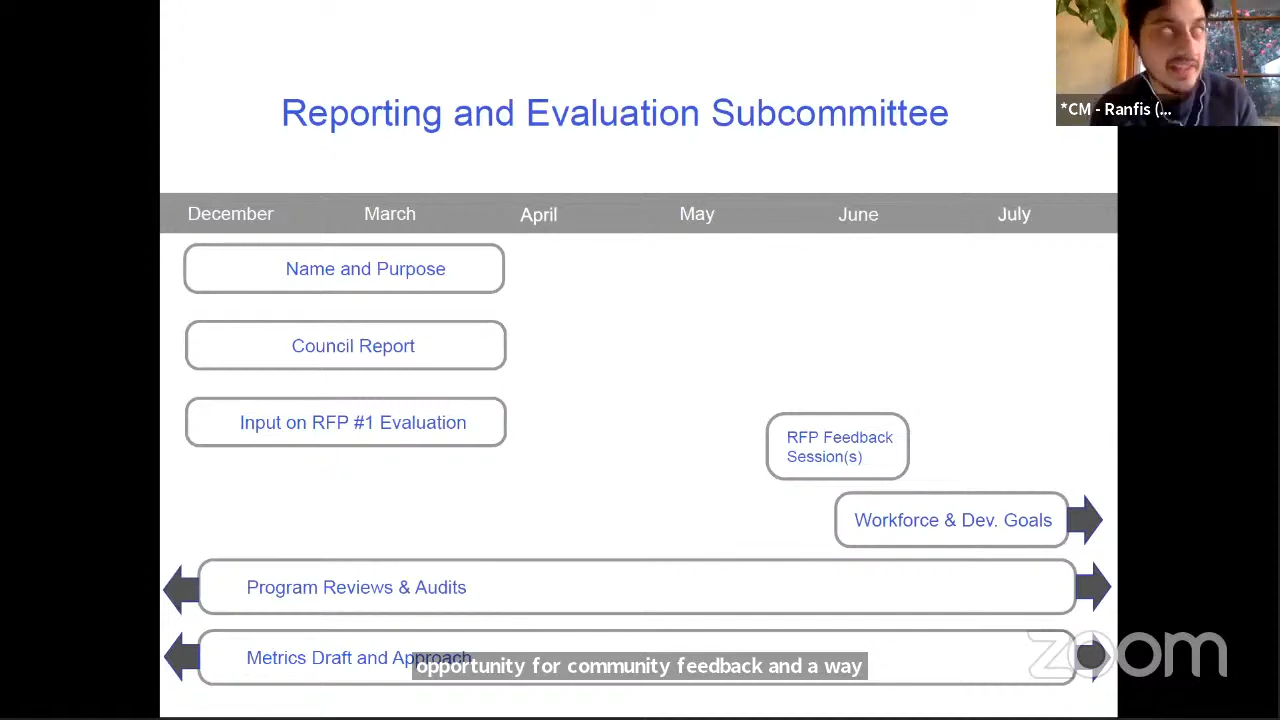 Reporting and Evaluation Subcommittee
*CM - Ranfis (...
December March April May June July
Name and Purpose
Council Report
Input on RFP #1 Evaluation
RFP Feedback
Session(s)
Workforce & Dev. Goals
Program Reviews & Audits
Metrics Draft and Approach
opportunity for community feedback and a way
zoom